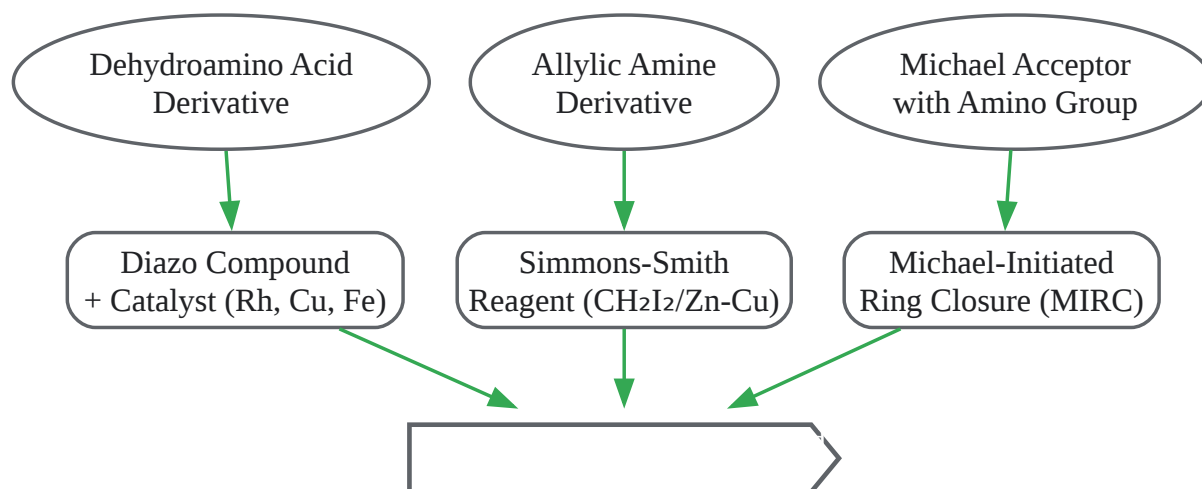 Dehydroamino Acid
Derivative
Allylic Amine
Derivative
Michael Acceptor
with Amino Group
Diazo Compound
+ Catalyst (Rh, Cu, Fe)
Simmons-Smith
Reagent (CH₂I₂/Zn-Cu)
Michael-Initiated
Ring Closure (MIRC)